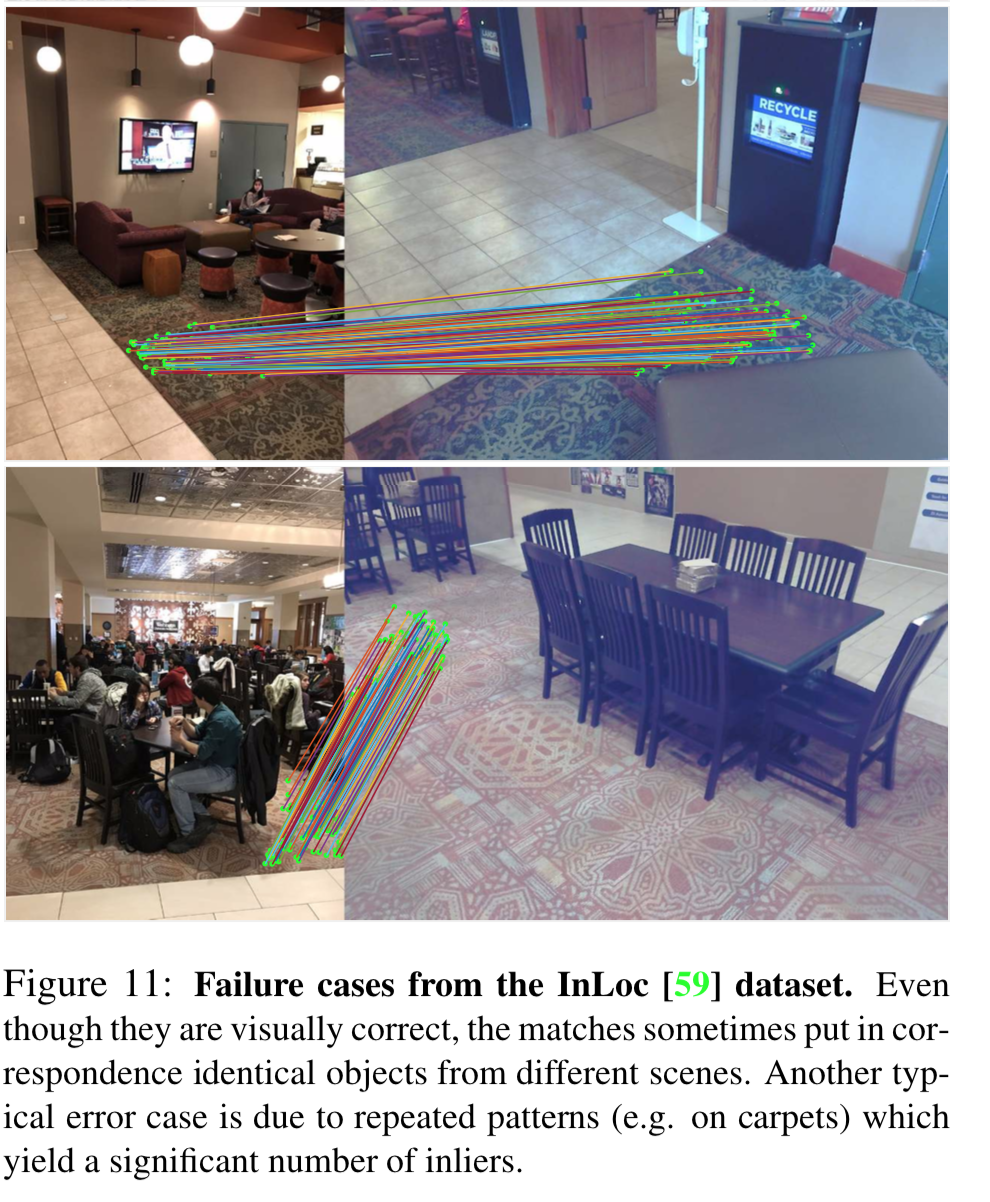 RECYCLE
Figure 11: Failure cases from the InLoc [59] dataset. Even
though they are visually correct, the matches sometimes put in cor-
respondence identical objects from different scenes. Another typ-
ical error case is due to repeated patterns (e.g. on carpets) which
yield a significant number of inliers.